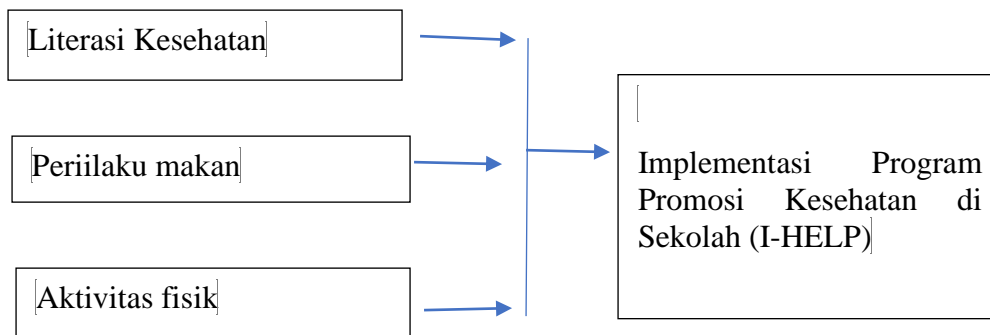 Literasi Kesehatan
Periilaku makan
Aktivitas fisik
Implementasi Program
Promosi Kesehatan di
Sekolah (I-HELP)